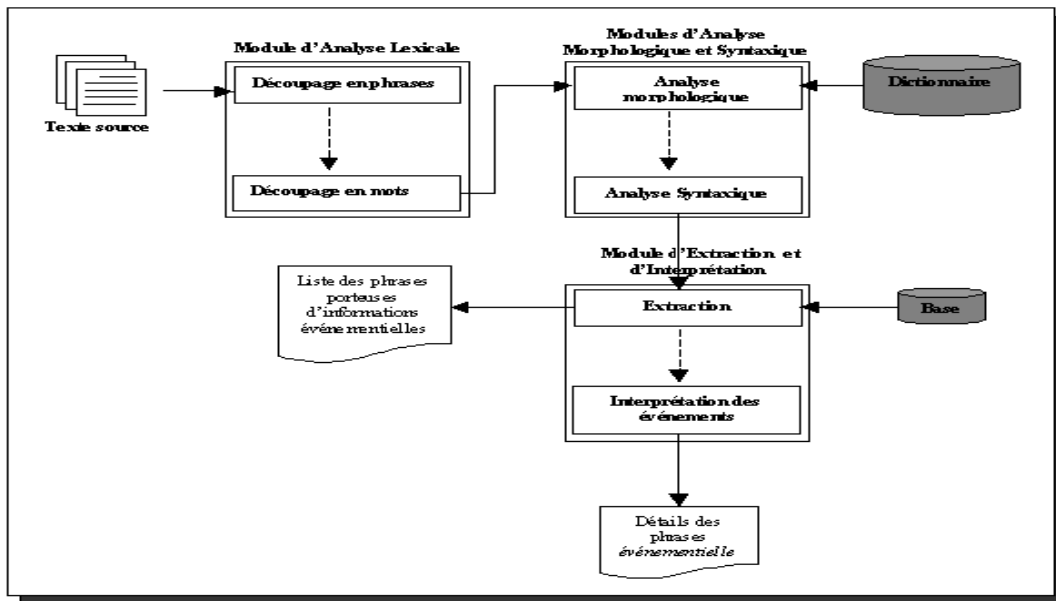 Texte source
Module d'Analyse Lexicale
Découpage en phrases
Découpage en mots
Modules d'Analyse
Morphologique et Syntaxique
Analyse
morphologique
Analyse Syntaxique
Dictionnaire
Module d'Extraction et
d'Interprétation
Extraction
Interprétation des
événements
Base
Liste des phrases
porteuses
d'informations
événementielles
Détails des
phrases
événementielle